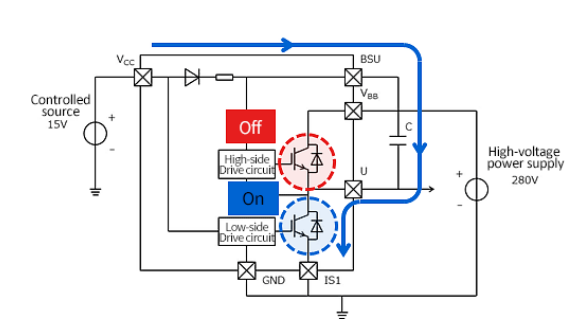 VCC
BSU
VBB
Controlled
source
15V
+
-
Off
C
High-side
Drive circuit
High-voltage
power supply
280V
U
+
-
On
Low-side
Drive circuit
GND
IS1